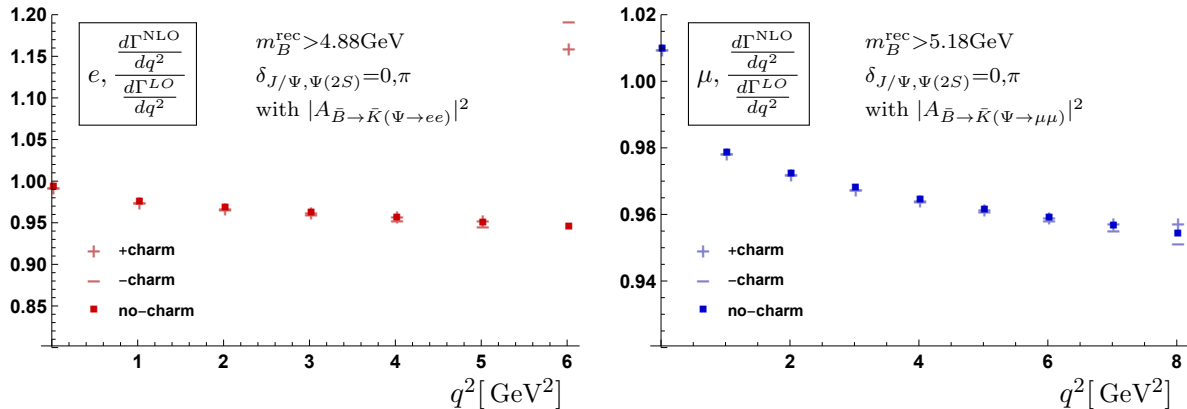 1.20
1.15
1.10
1.05
1.00
0.95
0.90
0.85
e, dΓ^NLO/dq² / dΓ^LO/dq²
m_B^rec>4.88GeV
δ_J/Ψ,Ψ(2S)=0,π
with |A_B̄→K̄(Ψ→ee)|²
+charm
−charm
no−charm
1 2 3 4 5 6
q²[ GeV²]
1.02
1.00
0.98
0.96
0.94
μ, dΓ^NLO/dq² / dΓ^LO/dq²
m_B^rec>5.18GeV
δ_J/Ψ,Ψ(2S)=0,π
with |A_B̄→K̄(Ψ→μμ)|²
+charm
−charm
no−charm
2 4 6 8
q²[ GeV²]